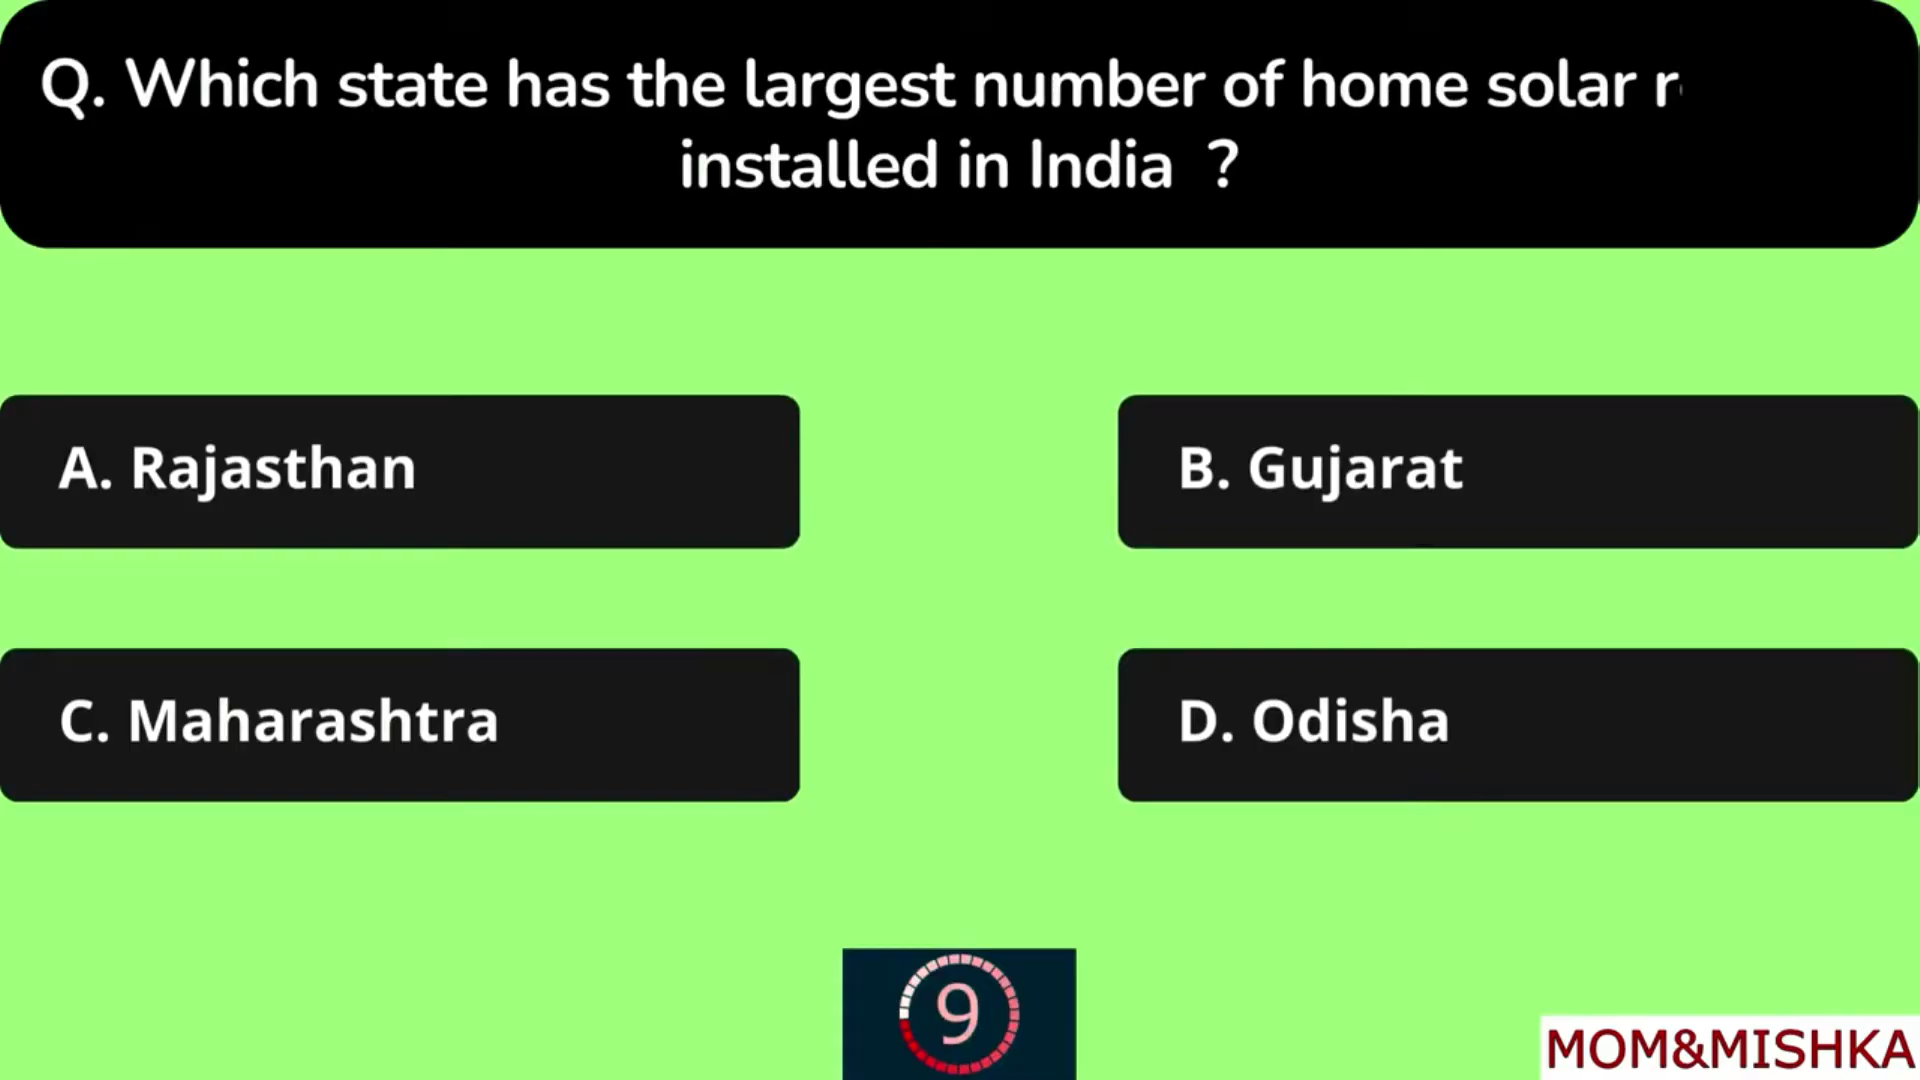 Q. Which state has the largest number of home solar r
installed in India ?
A. Rajasthan
B. Gujarat
C. Maharashtra
D. Odisha
9
MOM&MISHKA